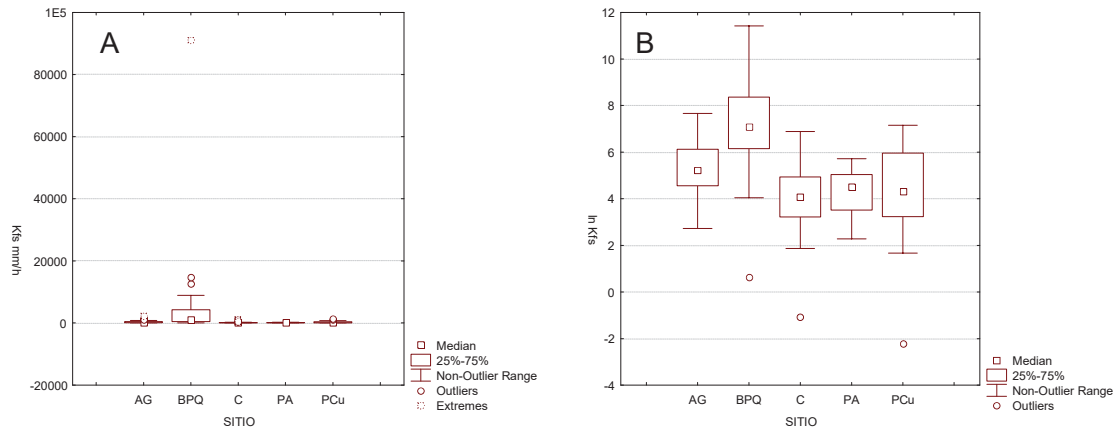 A
1E5
80000
60000
40000
20000
0
-20000
Kfs mm/h
AG BPQ C PA PCu
SITIO
Median
25%-75%
Non-Outlier Range
Outliers
Extremes
B
12
10
8
6
4
2
0
-2
-4
ln Kfs
AG BPQ C PA PCu
SITIO
Median
25%-75%
Non-Outlier Range
Outliers